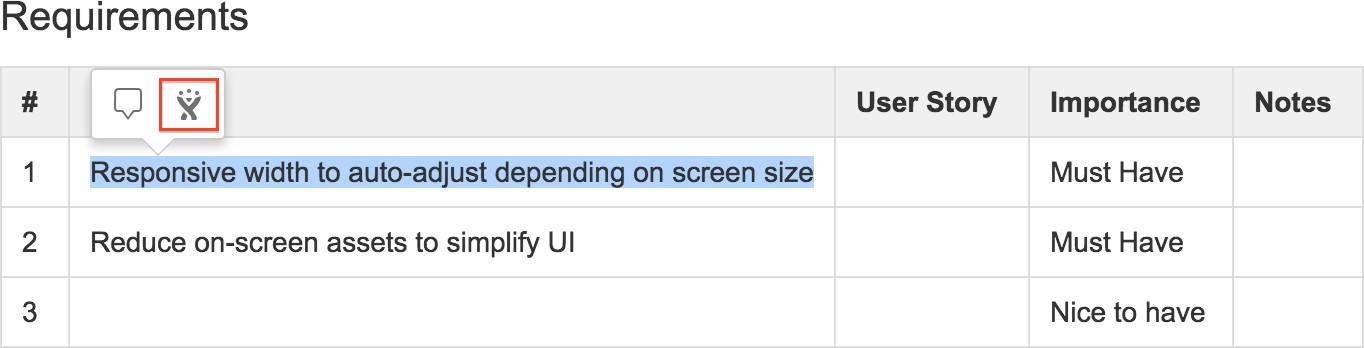 Requirements
# User Story Importance Notes
1 Responsive width to auto-adjust depending on screen size Must Have
2 Reduce on-screen assets to simplify UI Must Have
3 Nice to have